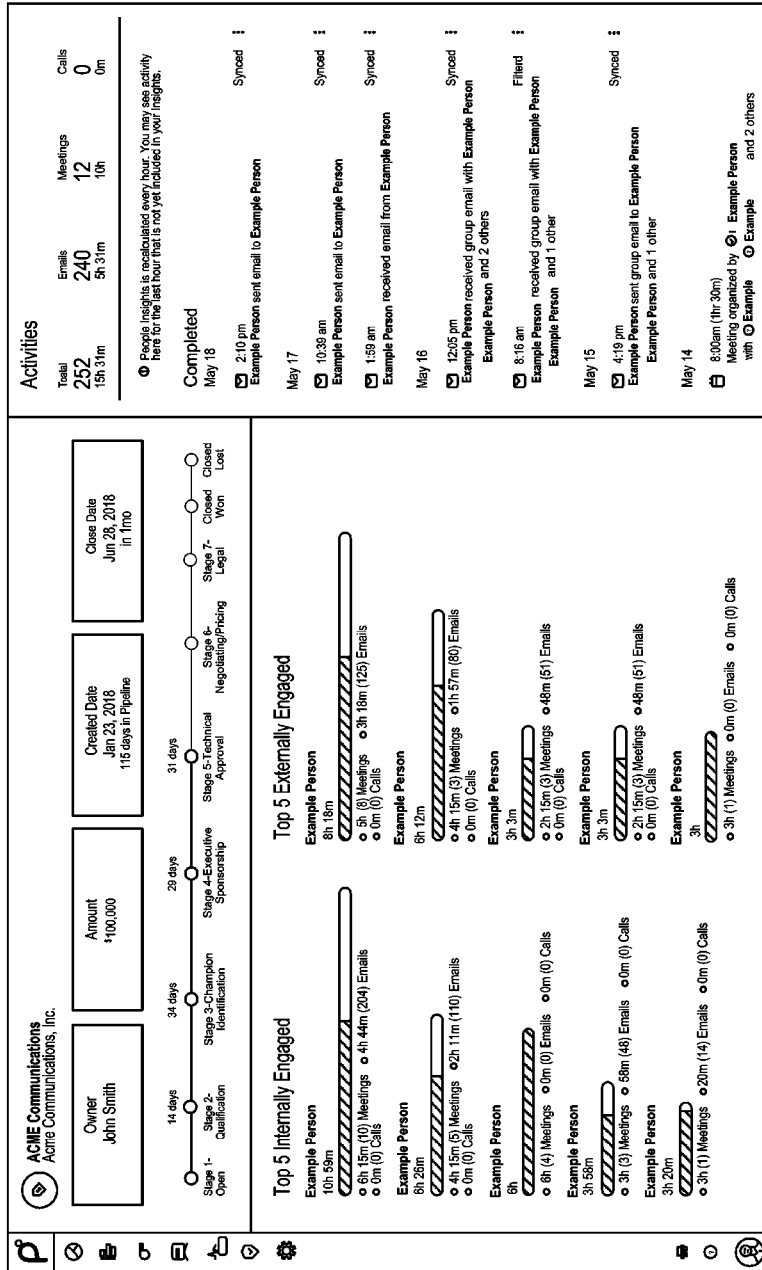 ACME Communications
Acme Communications, Inc.
Owner
John Smith
Amount
$100,000
Created Date
Jan 23, 2018
115 days in Pipeline
Close Date
Jun 28, 2018
in 1mo
14 days
34 days
29 days
31 days
Stage 1-
Open
Stage 2-
Qualification
Stage 3-Champion
Identification
Stage 4-Executive
Sponsorship
Stage 5-Technical
Approval
Stage 6-
Negotiating/Pricing
Stage 7-
Legal
Closed
Won
Closed
Lost
Top 5 Internally Engaged
Example Person
10h 59m
6h 15m (10) Meetings 4h 44m (204) Emails
0m (0) Calls
Example Person
6h 26m
4h 15m (5) Meetings 2h 11m (110) Emails
0m (0) Calls
Example Person
6h
6h (4) Meetings 0m (0) Emails 0m (0) Calls
Example Person
3h 58m
3h (3) Meetings 58m (48) Emails 0m (0) Calls
Example Person
3h 20m
3h (1) Meetings 20m (14) Emails 0m (0) Calls
Top 5 Externally Engaged
Example Person
8h 18m
5h (8) Meetings 3h 18m (125) Emails
0m (0) Calls
Example Person
6h 12m
4h 15m (3) Meetings 1h 57m (80) Emails
0m (0) Calls
Example Person
3h 3m
2h 15m (3) Meetings 48m (51) Emails
0m (0) Calls
Example Person
3h 3m
2h 15m (3) Meetings 48m (51) Emails
0m (0) Calls
Example Person
3h
3h (1) Meetings 0m (0) Emails 0m (0) Calls
Activities
Toatal Emails Meetings Calls
252 240 12 0
15h 31m 5h 31m 10h 0m
People Insights is recalculated every hour. You may see activity
here for the last hour that is not yet included in your Insights.
Completed
May 18
2:10 pm Synced
Example Person sent email to Example Person
May 17
10:39 am Synced
Example Person sent email to Example Person
1:59 am Synced
Example Person received email from Example Person
May 16
12:05 pm Synced
Example Person received group email with Example Person
Example Person and 2 others
8:16 am Filterd
Example Person received group email with Example Person
Example Person and 1 other
May 15
4:19 pm Synced
Example Person sent group email to Example Person
Example Person and 1 other
May 14
8:00am (1hr 30m)
Meeting organized by Example Person
with Example Example and 2 others